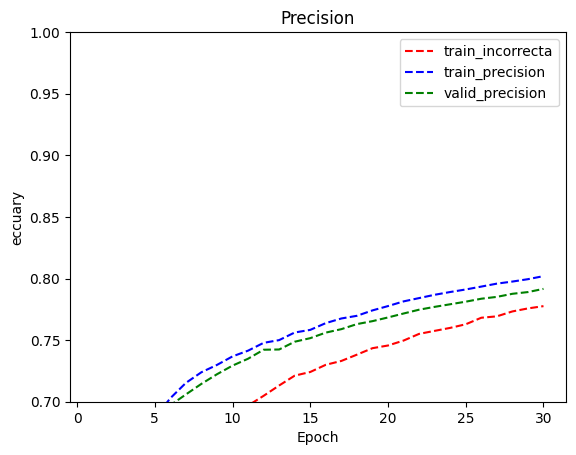 Precision
train_incorrecta
train_precision
valid_precision
eccuary
1.00
0.95
0.90
0.85
0.80
0.75
0.70
0
5
10
15
20
25
30
Epoch